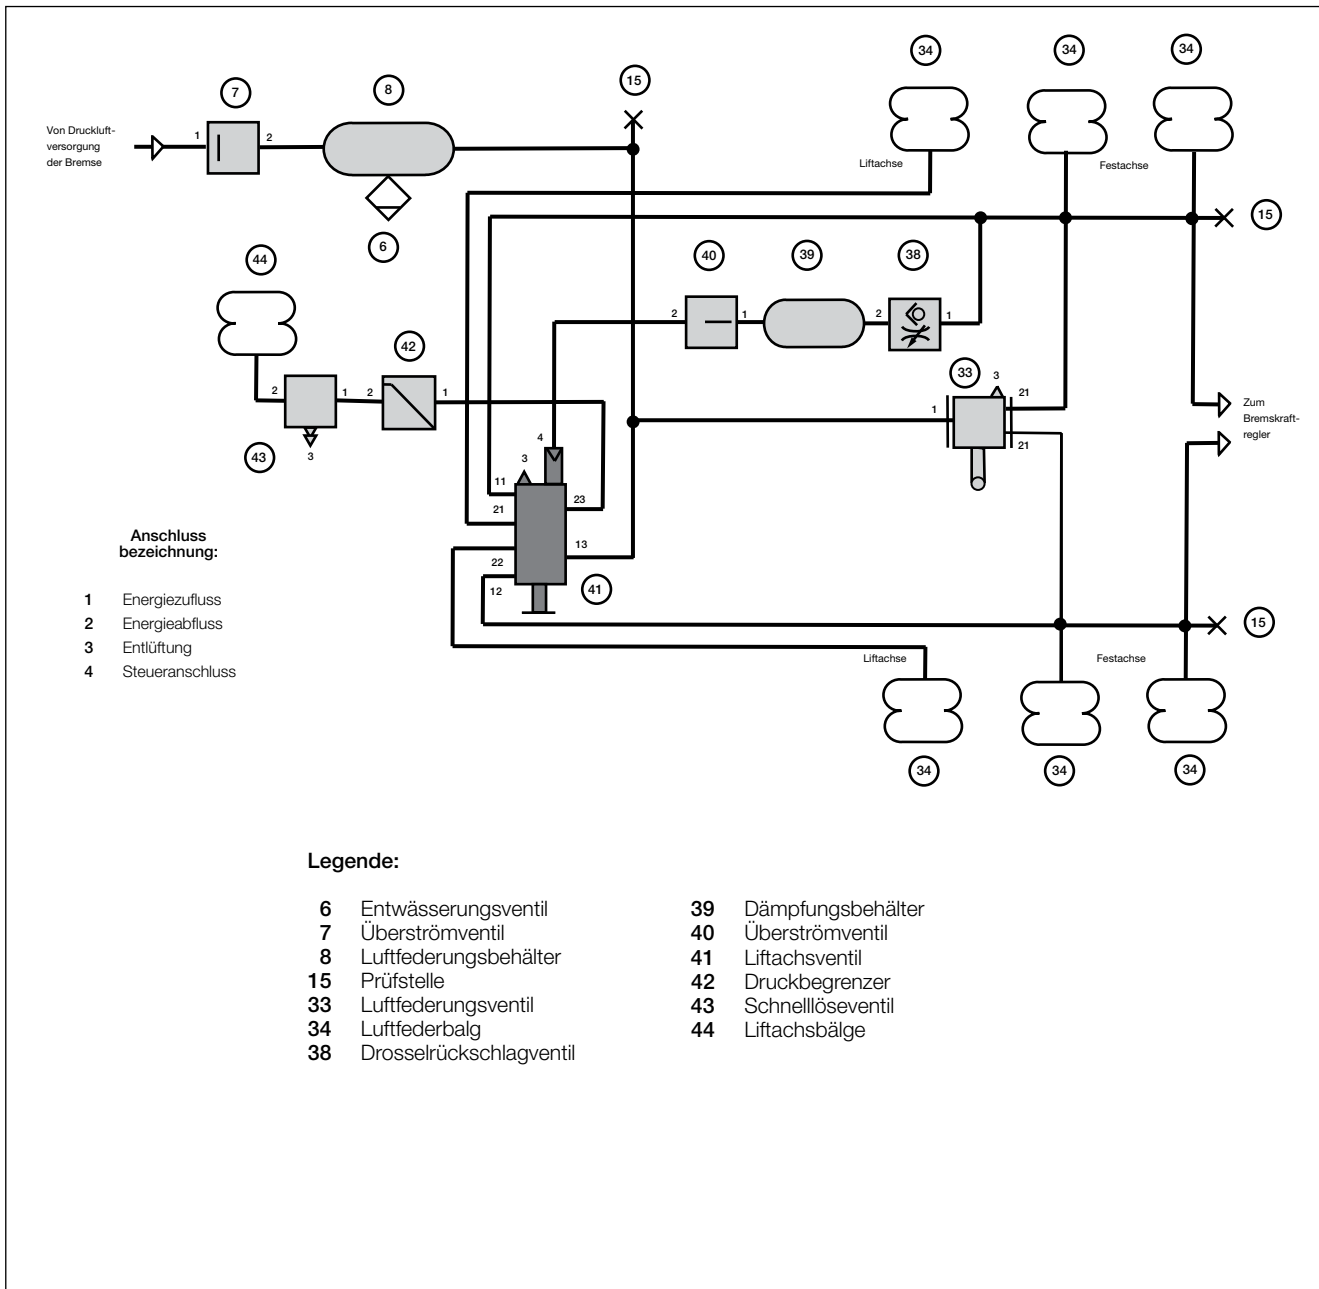 34
34
34
15
8
7
Von Druckluft-
versorgung
der Bremse
1
2
Liftachse
Festachse
15
6
40
39
38
44
2
1
2
1
42
33
3
21
1
21
2
1
2
1
43
3
Zum
Bremskraft-
regler
4
3
11
23
21
13
22
12
41
Anschluss
bezeichnung:
1 Energiezufluss
2 Energieabfluss
3 Entlüftung
4 Steueranschluss
15
Liftachse
Festachse
34
34
34
Legende:
6 Entwässerungsventil
7 Überströmventil
8 Luftfederungsbehälter
15 Prüfstelle
33 Luftfederungsventil
34 Luftfederbalg
38 Drosselrückschlagventil
39 Dämpfungsbehälter
40 Überströmventil
41 Liftachsventil
42 Druckbegrenzer
43 Schnelllöseventil
44 Liftachsbälge